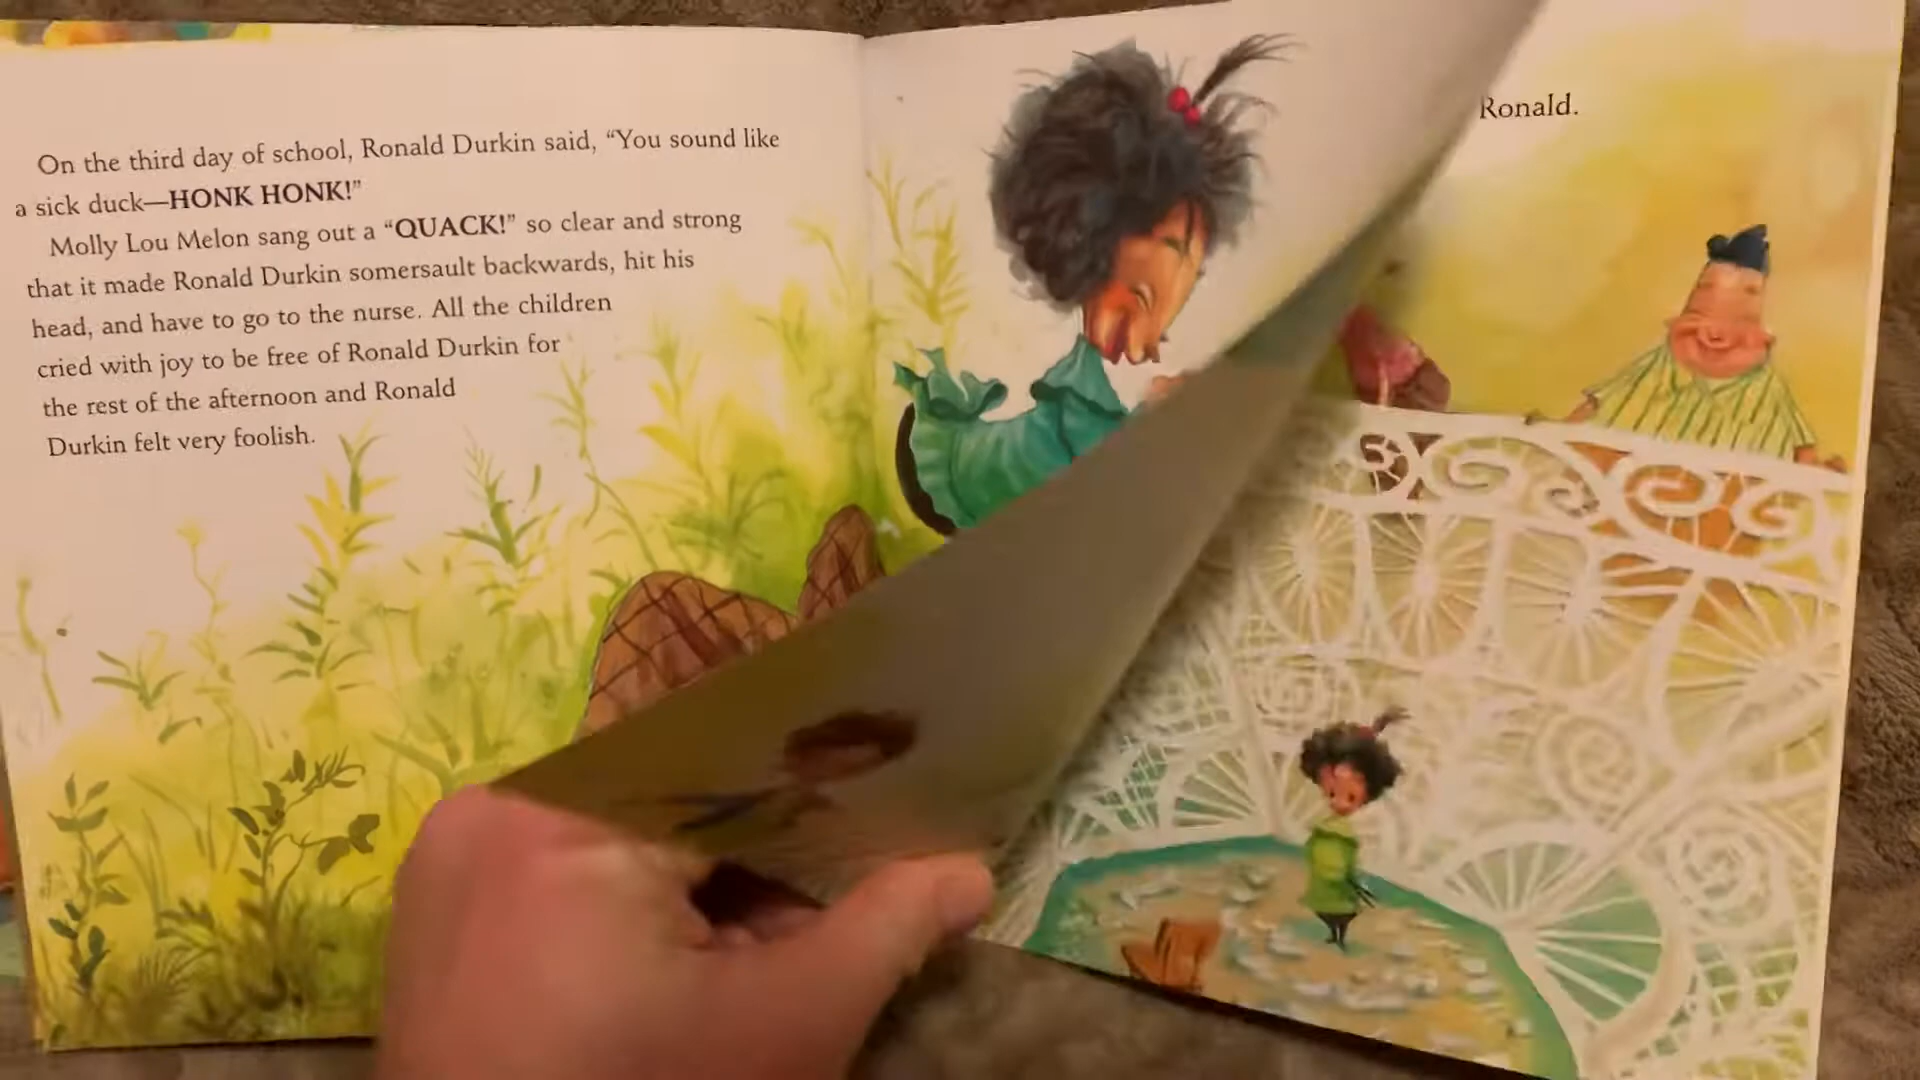 On the third day of school, Ronald Durkin said, “You sound like
a sick duck—HONK HONK!”
Molly Lou Melon sang out a “QUACK!” so clear and strong
that it made Ronald Durkin somersault backwards, hit his
head, and have to go to the nurse. All the children
cried with joy to be free of Ronald Durkin for
the rest of the afternoon and Ronald
Durkin felt very foolish.
Ronald.